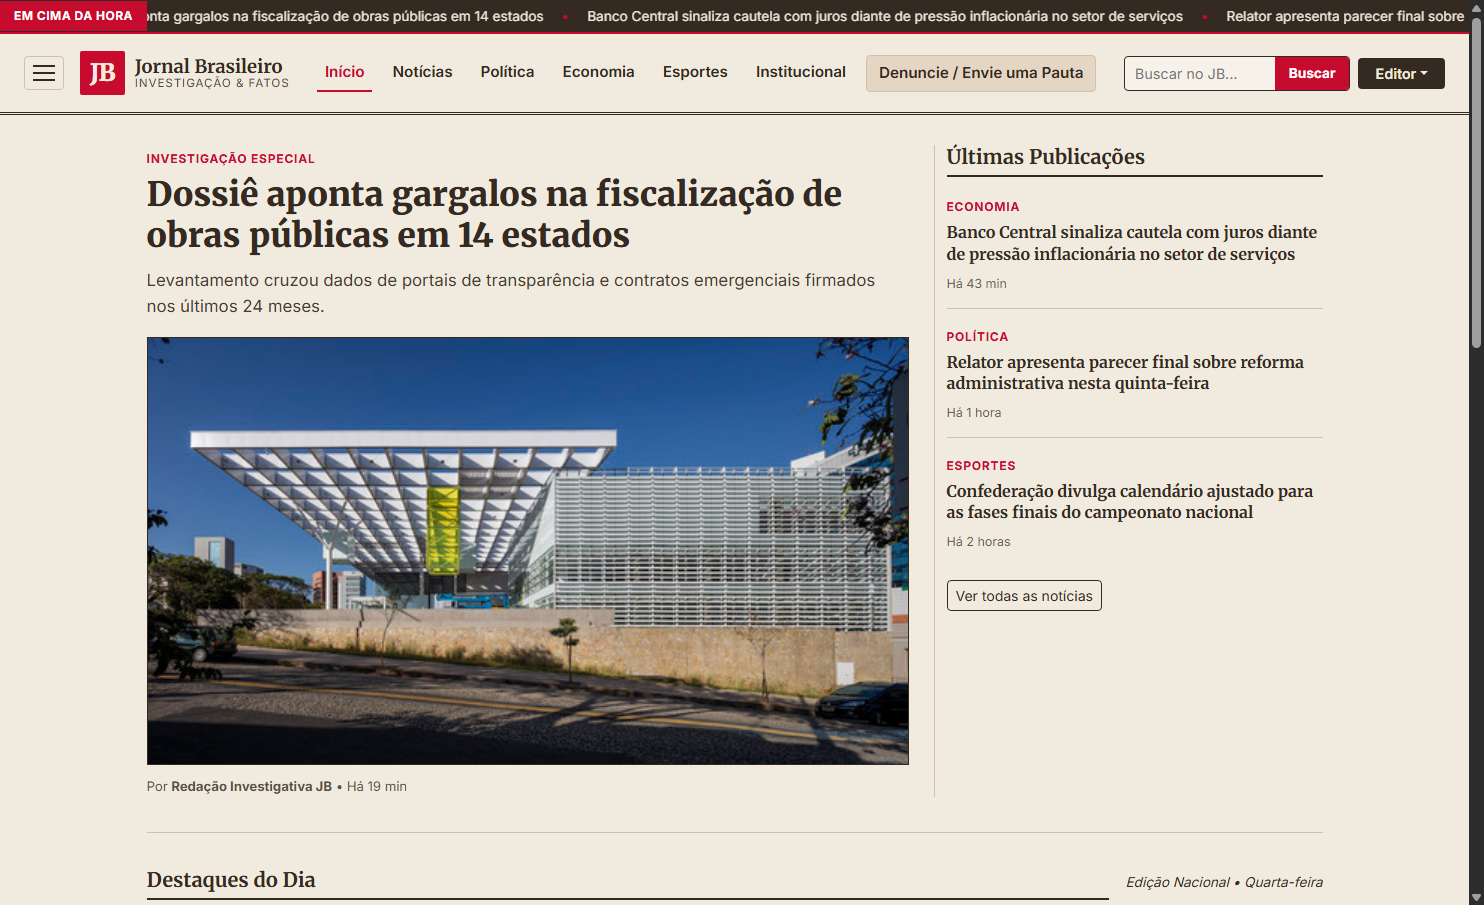 EM CIMA DA HORA
gargalos na fiscalização de obras públicas em 14 estados • Banco Central sinaliza cautela com juros diante de pressão inflacionária no setor de serviços • Relator apresenta parecer final sobre
JB
Jornal Brasileiro
INVESTIGAÇÃO & FATOS
Início
Notícias
Política
Economia
Esportes
Institucional
Denuncie / Envie uma Pauta
Buscar no JB...
Buscar
Editor
INVESTIGAÇÃO ESPECIAL
Dossiê aponta gargalos na fiscalização de
obras públicas em 14 estados
Levantamento cruzou dados de portais de transparência e contratos emergenciais firmados
nos últimos 24 meses.
Por Redação Investigativa JB • Há 19 min
Últimas Publicações
ECONOMIA
Banco Central sinaliza cautela com juros diante
de pressão inflacionária no setor de serviços
Há 43 min
POLÍTICA
Relator apresenta parecer final sobre reforma
administrativa nesta quinta-feira
Há 1 hora
ESPORTES
Confederação divulga calendário ajustado para
as fases finais do campeonato nacional
Há 2 horas
Ver todas as notícias
Destaques do Dia
Edição Nacional • Quarta-feira